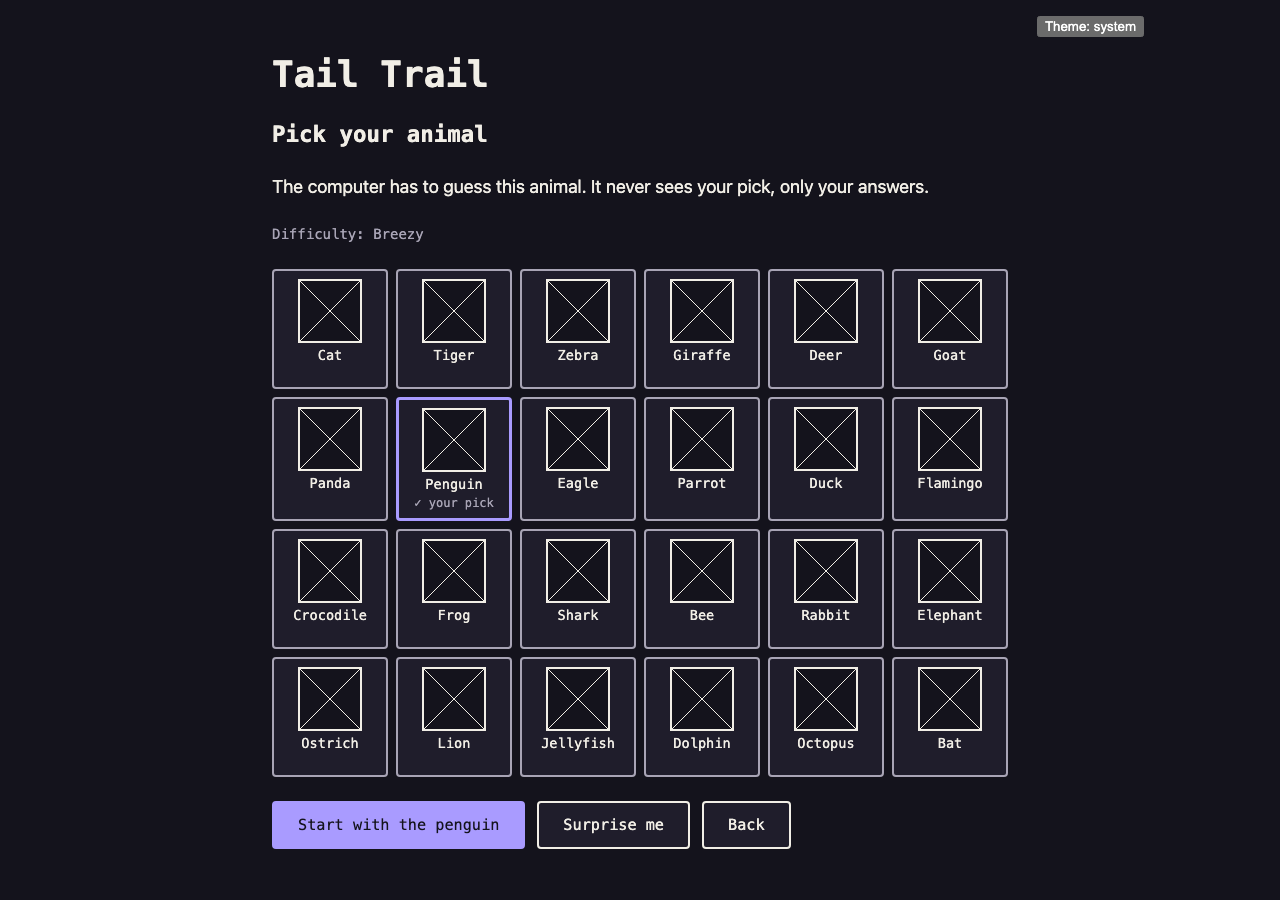 Theme: system
Tail Trail
Pick your animal
The computer has to guess this animal. It never sees your pick, only your answers.
Difficulty: Breezy
Cat
Tiger
Zebra
Giraffe
Deer
Goat
Panda
Penguin
✓ your pick
Eagle
Parrot
Duck
Flamingo
Crocodile
Frog
Shark
Bee
Rabbit
Elephant
Ostrich
Lion
Jellyfish
Dolphin
Octopus
Bat
Start with the penguin
Surprise me
Back